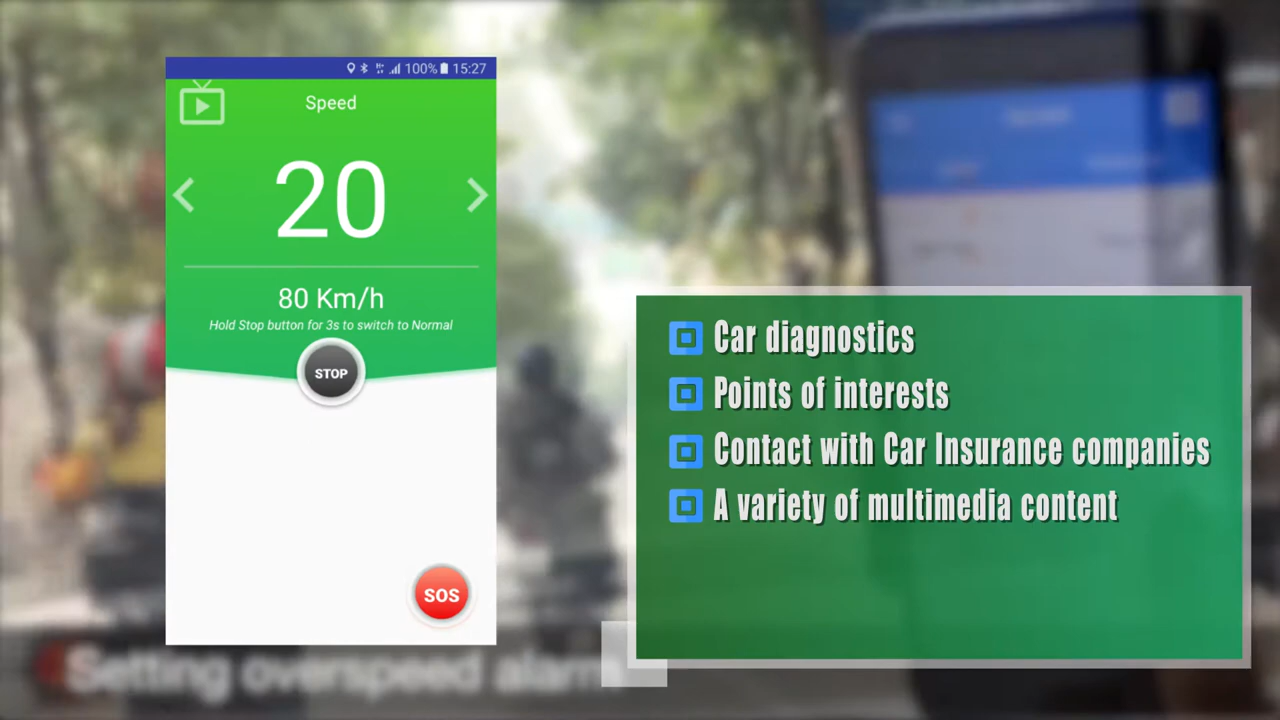 100% 15:27
Speed
20
80 Km/h
Hold Stop button for 3s to switch to Normal
STOP
SOS
Car diagnostics
Points of interests
Contact with Car Insurance companies
A variety of multimedia content
Setting overspeed alarm